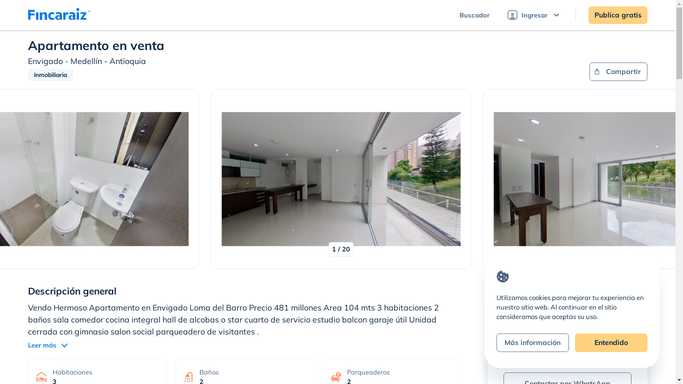 Fincaraíz
Buscador
Ingresar
Publica gratis
Apartamento en venta
Envigado - Medellín - Antioquia
Inmobiliaria
Compartir
1 / 20
Descripción general
Vendo Hermoso Apartamento en Envigado Loma del Barro Precio 481 millones Area 104 mts 3 habitaciones 2
baños sala comedor cocina integral hall de alcobas o star cuarto de servicio estudio balcon garaje útil Unidad
cerrada con gimnasio salon social parqueadero de visitantes .
Leer más
Habitaciones
3
Baños
2
Parqueaderos
2
Utilizamos cookies para mejorar tu experiencia en
nuestro sitio web. Al continuar en el sitio
consideramos que aceptas su uso.
Más información
Entendido
Contactar por WhatsApp